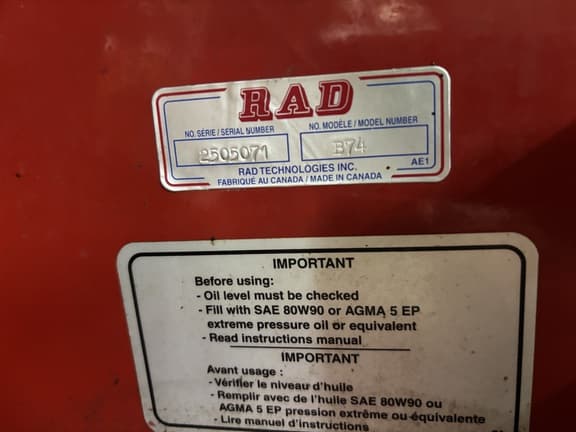 RAD
NO. SÉRIE / SERIAL NUMBER
NO. MODÈLE / MODEL NUMBER
2505071
B74
RAD TECHNOLOGIES INC.
AE1
FABRIQUÉ AU CANADA / MADE IN CANADA
IMPORTANT
Before using:
- Oil level must be checked
- Fill with SAE 80W90 or AGMA 5 EP
extreme pressure oil or equivalent
- Read instructions manual
IMPORTANT
Avant usage :
- Vérifier le niveau d'huile
- Remplir avec de l'huile SAE 80W90 ou
AGMA 5 EP pression extrême ou équivalente
- Lire manuel d'instructions